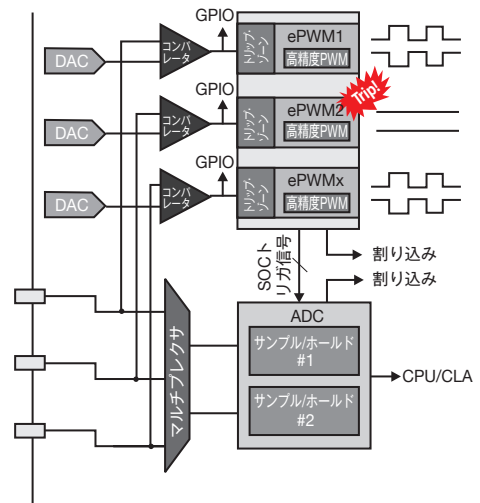 GPIO
DAC
コンパ
レータ
トリップ・
ゾーン
ePWM1
高精度PWM
Trip!
GPIO
DAC
コンパ
レータ
トリップ・
ゾーン
ePWM2
高精度PWM
GPIO
DAC
コンパ
レータ
トリップ・
ゾーン
ePWMx
高精度PWM
SOCト
リガ信号
割り込み
割り込み
マルチプレクサ
ADC
サンプル/ホールド
#1
サンプル/ホールド
#2
CPU/CLA